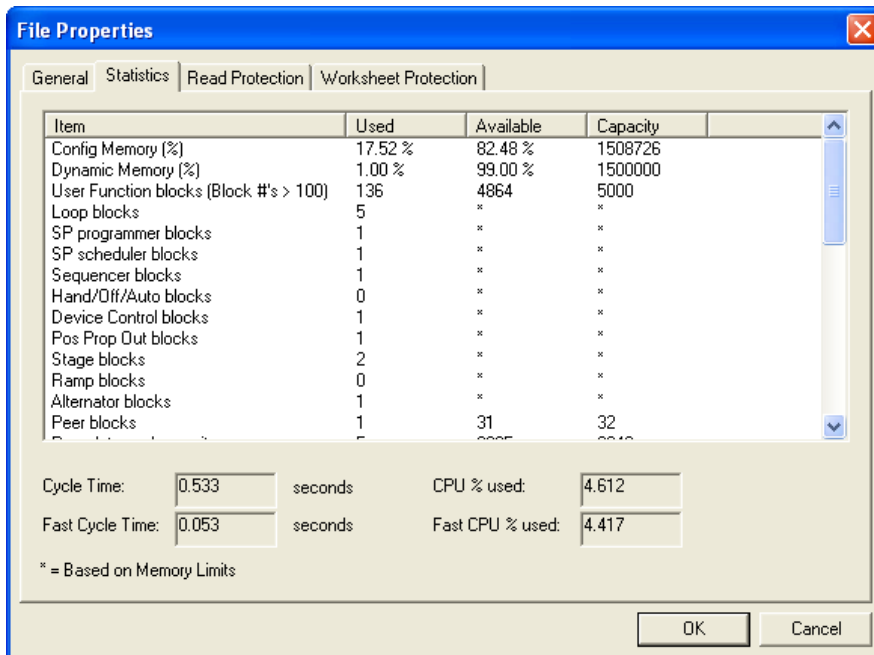 File Properties
General Statistics Read Protection Worksheet Protection
Item Used Available Capacity
Config Memory (%) 17.52 % 82.48 % 1508726
Dynamic Memory (%) 1.00 % 99.00 % 1500000
User Function blocks (Block #'s > 100) 136 4864 5000
Loop blocks 5 * *
SP programmer blocks 1 * *
SP scheduler blocks 1 * *
Sequencer blocks 1 * *
Hand/Off/Auto blocks 0 * *
Device Control blocks 1 * *
Pos Prop Out blocks 1 * *
Stage blocks 2 * *
Ramp blocks 0 * *
Alternator blocks 1 * *
Peer blocks 1 31 32
Cycle Time: 0.533 seconds CPU % used: 4.612
Fast Cycle Time: 0.053 seconds Fast CPU % used: 4.417
* = Based on Memory Limits
OK Cancel